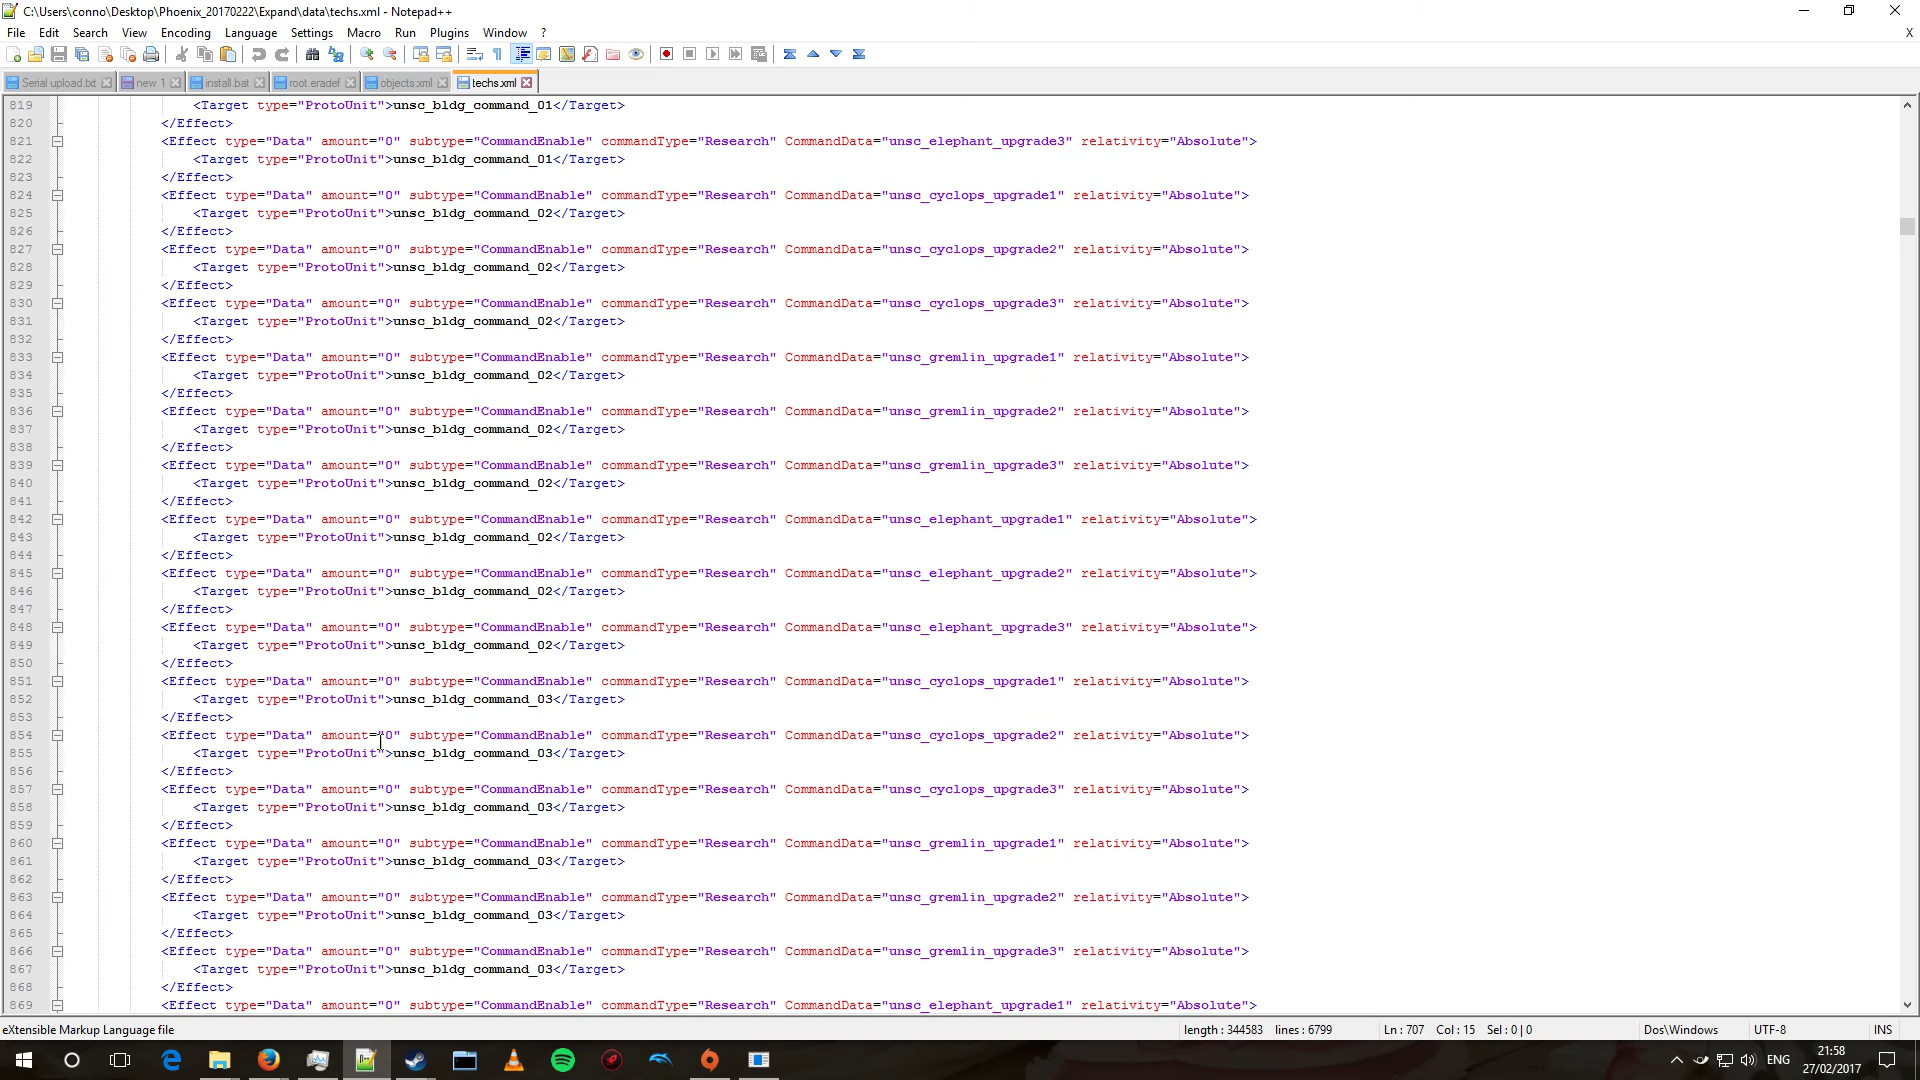 C:\Users\conno\Desktop\Phoenix_20170222\Expand\data\techs.xml - Notepad++
File Edit Search View Encoding Language Settings Macro Run Plugins Window ? X
Serial upload.txt new 1 install.bat root.eradef objects.xml techs.xml
819 <Target type="ProtoUnit">unsc_bldg_command_01</Target>
820 </Effect>
821 <Effect type="Data" amount="0" subtype="CommandEnable" commandType="Research" CommandData="unsc_elephant_upgrade3" relativity="Absolute">
822 <Target type="ProtoUnit">unsc_bldg_command_01</Target>
823 </Effect>
824 <Effect type="Data" amount="0" subtype="CommandEnable" commandType="Research" CommandData="unsc_cyclops_upgrade1" relativity="Absolute">
825 <Target type="ProtoUnit">unsc_bldg_command_02</Target>
826 </Effect>
827 <Effect type="Data" amount="0" subtype="CommandEnable" commandType="Research" CommandData="unsc_cyclops_upgrade2" relativity="Absolute">
828 <Target type="ProtoUnit">unsc_bldg_command_02</Target>
829 </Effect>
830 <Effect type="Data" amount="0" subtype="CommandEnable" commandType="Research" CommandData="unsc_cyclops_upgrade3" relativity="Absolute">
831 <Target type="ProtoUnit">unsc_bldg_command_02</Target>
832 </Effect>
833 <Effect type="Data" amount="0" subtype="CommandEnable" commandType="Research" CommandData="unsc_gremlin_upgrade1" relativity="Absolute">
834 <Target type="ProtoUnit">unsc_bldg_command_02</Target>
835 </Effect>
836 <Effect type="Data" amount="0" subtype="CommandEnable" commandType="Research" CommandData="unsc_gremlin_upgrade2" relativity="Absolute">
837 <Target type="ProtoUnit">unsc_bldg_command_02</Target>
838 </Effect>
839 <Effect type="Data" amount="0" subtype="CommandEnable" commandType="Research" CommandData="unsc_gremlin_upgrade3" relativity="Absolute">
840 <Target type="ProtoUnit">unsc_bldg_command_02</Target>
841 </Effect>
842 <Effect type="Data" amount="0" subtype="CommandEnable" commandType="Research" CommandData="unsc_elephant_upgrade1" relativity="Absolute">
843 <Target type="ProtoUnit">unsc_bldg_command_02</Target>
844 </Effect>
845 <Effect type="Data" amount="0" subtype="CommandEnable" commandType="Research" CommandData="unsc_elephant_upgrade2" relativity="Absolute">
846 <Target type="ProtoUnit">unsc_bldg_command_02</Target>
847 </Effect>
848 <Effect type="Data" amount="0" subtype="CommandEnable" commandType="Research" CommandData="unsc_elephant_upgrade3" relativity="Absolute">
849 <Target type="ProtoUnit">unsc_bldg_command_02</Target>
850 </Effect>
851 <Effect type="Data" amount="0" subtype="CommandEnable" commandType="Research" CommandData="unsc_cyclops_upgrade1" relativity="Absolute">
852 <Target type="ProtoUnit">unsc_bldg_command_03</Target>
853 </Effect>
854 <Effect type="Data" amount="0" subtype="CommandEnable" commandType="Research" CommandData="unsc_cyclops_upgrade2" relativity="Absolute">
855 <Target type="ProtoUnit">unsc_bldg_command_03</Target>
856 </Effect>
857 <Effect type="Data" amount="0" subtype="CommandEnable" commandType="Research" CommandData="unsc_cyclops_upgrade3" relativity="Absolute">
858 <Target type="ProtoUnit">unsc_bldg_command_03</Target>
859 </Effect>
860 <Effect type="Data" amount="0" subtype="CommandEnable" commandType="Research" CommandData="unsc_gremlin_upgrade1" relativity="Absolute">
861 <Target type="ProtoUnit">unsc_bldg_command_03</Target>
862 </Effect>
863 <Effect type="Data" amount="0" subtype="CommandEnable" commandType="Research" CommandData="unsc_gremlin_upgrade2" relativity="Absolute">
864 <Target type="ProtoUnit">unsc_bldg_command_03</Target>
865 </Effect>
866 <Effect type="Data" amount="0" subtype="CommandEnable" commandType="Research" CommandData="unsc_gremlin_upgrade3" relativity="Absolute">
867 <Target type="ProtoUnit">unsc_bldg_command_03</Target>
868 </Effect>
869 <Effect type="Data" amount="0" subtype="CommandEnable" commandType="Research" CommandData="unsc_elephant_upgrade1" relativity="Absolute">
eXtensible Markup Language file length : 344583 lines : 6799 Ln : 707 Col : 15 Sel : 0 | 0 Dos\Windows UTF-8 INS
ENG 21:58
27/02/2017